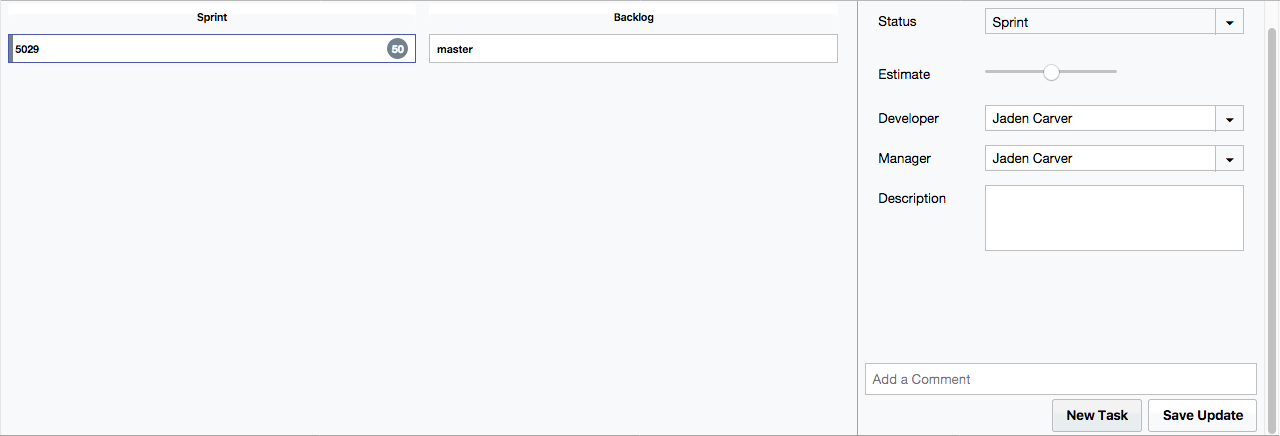 Sprint
Backlog
5029
50
master
Status
Sprint
Estimate
Developer
Jaden Carver
Manager
Jaden Carver
Description
Add a Comment
New Task
Save Update